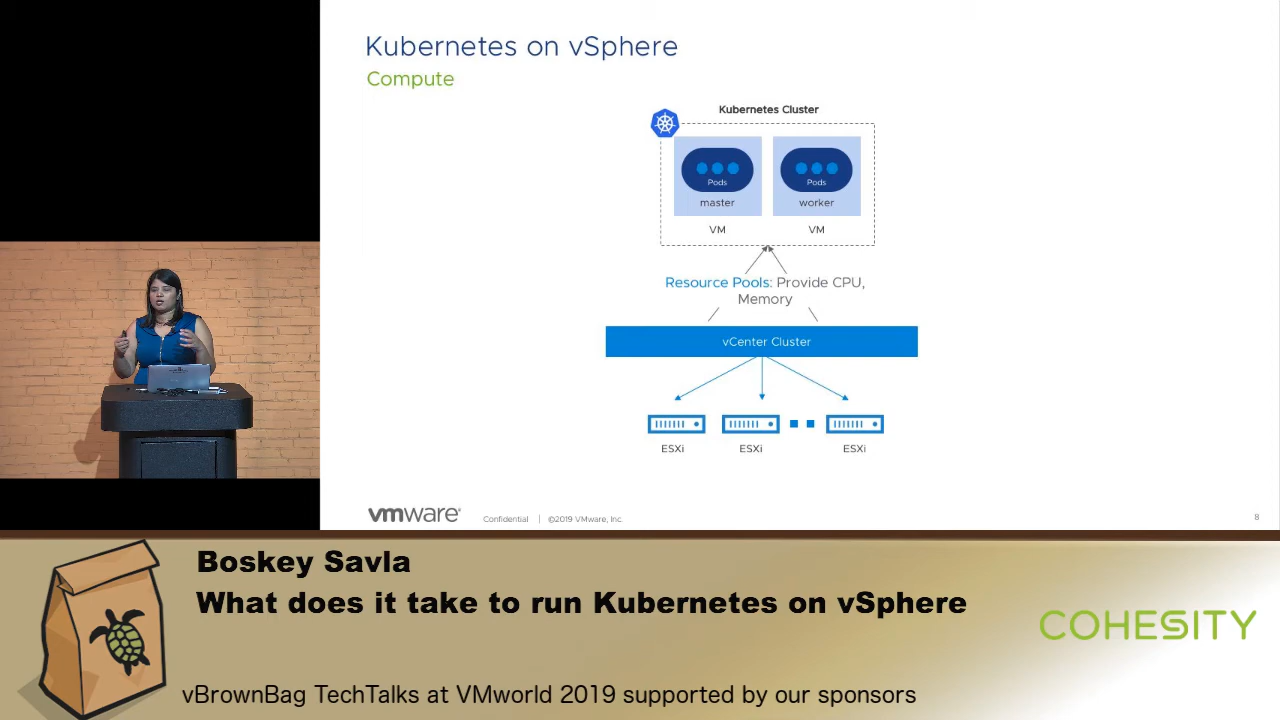 Kubernetes on vSphere
Compute
Kubernetes Cluster
Pods
Pods
master
worker
VM
VM
Resource Pools: Provide CPU,
Memory
vCenter Cluster
ESXi
ESXi
ESXi
vmware®
Confidential | ©2019 VMware, Inc.
8
Boskey Savla
What does it take to run Kubernetes on vSphere
COHESITY
vBrownBag TechTalks at VMworld 2019 supported by our sponsors